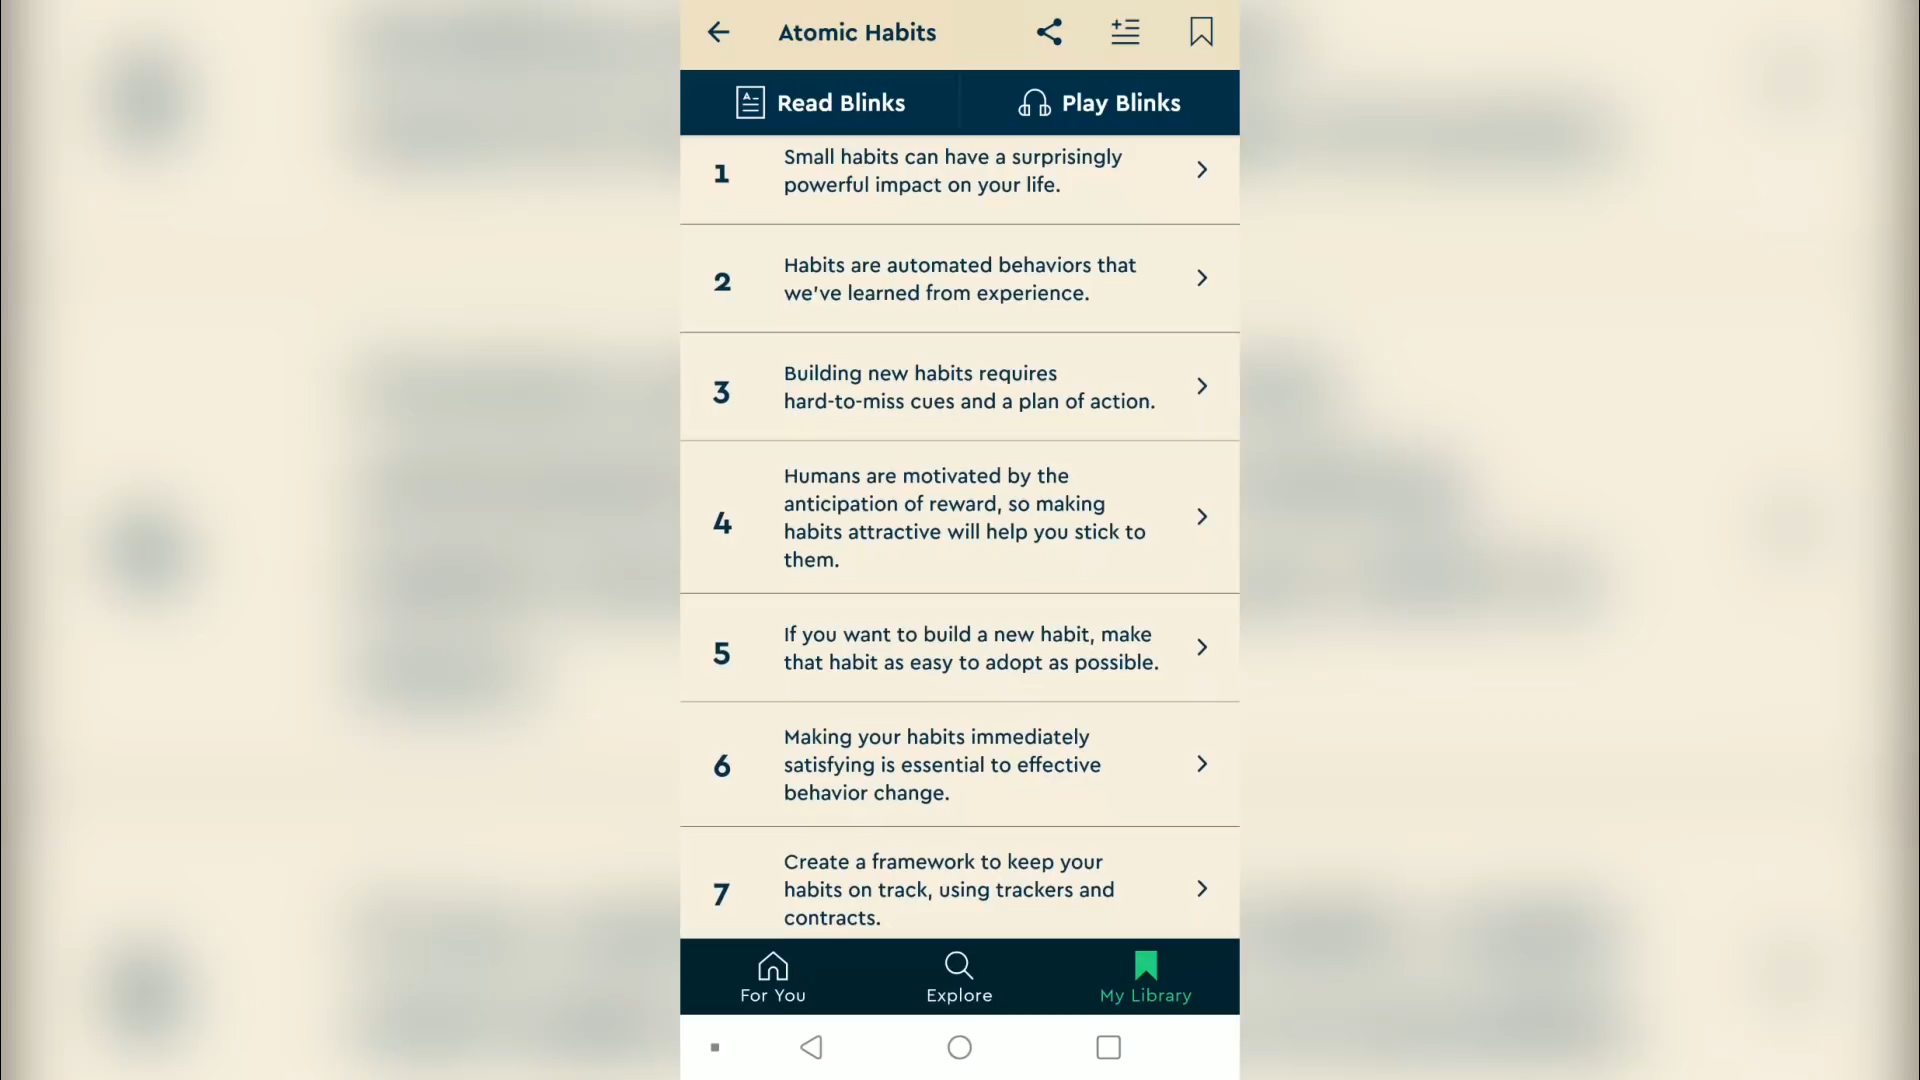 Atomic Habits
Read Blinks
Play Blinks
1
Small habits can have a surprisingly
powerful impact on your life.
2
Habits are automated behaviors that
we've learned from experience.
3
Building new habits requires
hard-to-miss cues and a plan of action.
4
Humans are motivated by the
anticipation of reward, so making
habits attractive will help you stick to
them.
5
If you want to build a new habit, make
that habit as easy to adopt as possible.
6
Making your habits immediately
satisfying is essential to effective
behavior change.
7
Create a framework to keep your
habits on track, using trackers and
contracts.
For You
Explore
My Library